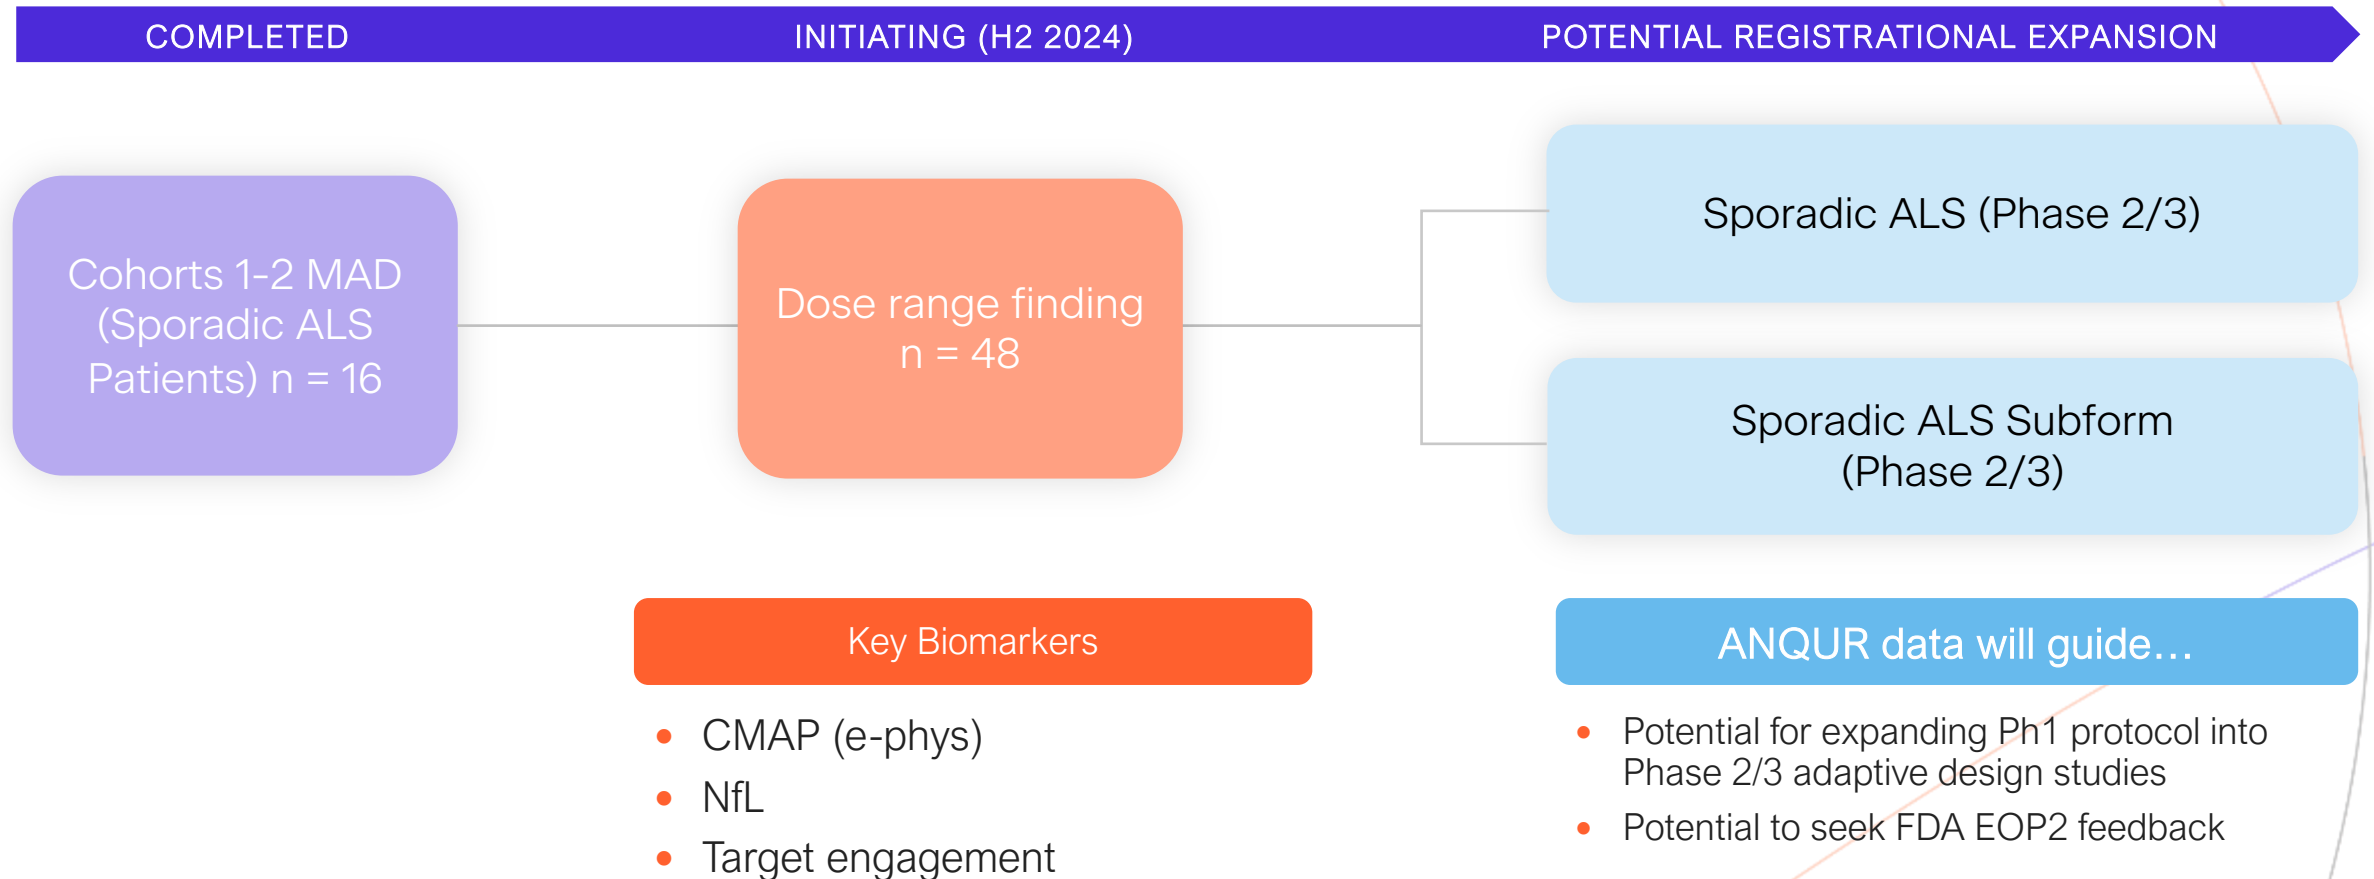 COMPLETED
INITIATING (H2 2024)
POTENTIAL REGISTRATIONAL EXPANSION
Cohorts 1-2 MAD
(Sporadic ALS
Patients) n = 16
Dose range finding
n = 48
Sporadic ALS (Phase 2/3)
Sporadic ALS Subform
(Phase 2/3)
Key Biomarkers
• CMAP (e-phys)
• NfL
• Target engagement
ANQUR data will guide…
• Potential for expanding Ph1 protocol into
Phase 2/3 adaptive design studies
• Potential to seek FDA EOP2 feedback